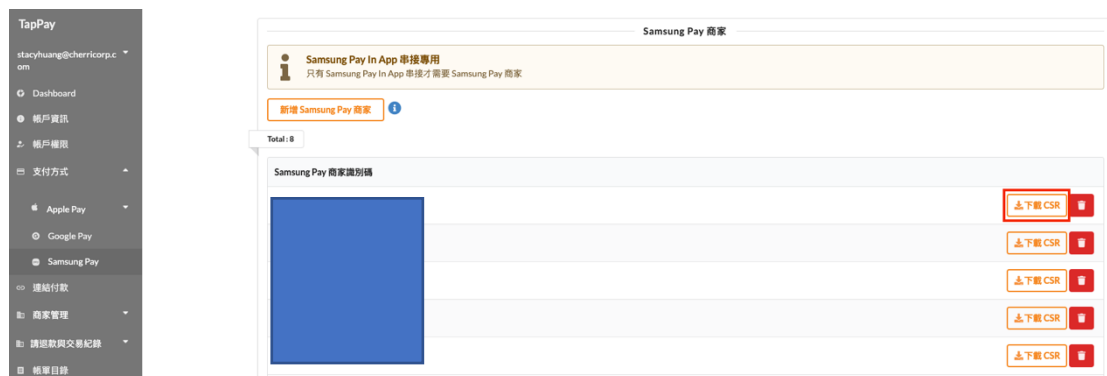 TapPay
stacyhuang@cherricorp.c
om
Dashboard
帳戶資訊
帳戶權限
支付方式
Apple Pay
Google Pay
Samsung Pay
連結付款
商家管理
請退款與交易紀錄
帳單目錄
Samsung Pay 商家
Samsung Pay In App 串接專用
只有 Samsung Pay In App 串接才需要 Samsung Pay 商家
新增 Samsung Pay 商家
Total : 8
Samsung Pay 商家識別碼
下載 CSR
下載 CSR
下載 CSR
下載 CSR
下載 CSR